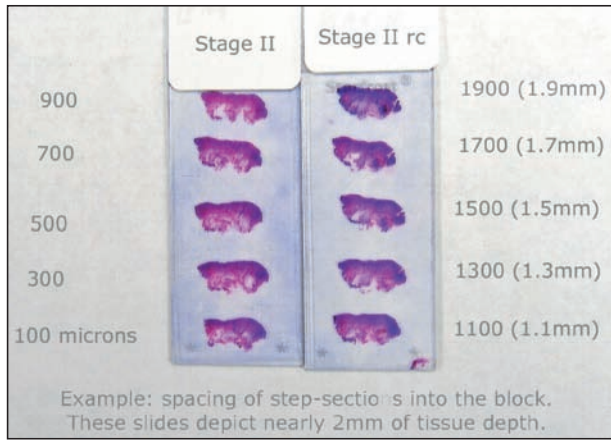 Stage II
Stage II rc
900
1900 (1.9mm)
700
1700 (1.7mm)
500
1500 (1.5mm)
300
1300 (1.3mm)
100 microns
1100 (1.1mm)
Example: spacing of step-sections into the block.
These slides depict nearly 2mm of tissue depth.